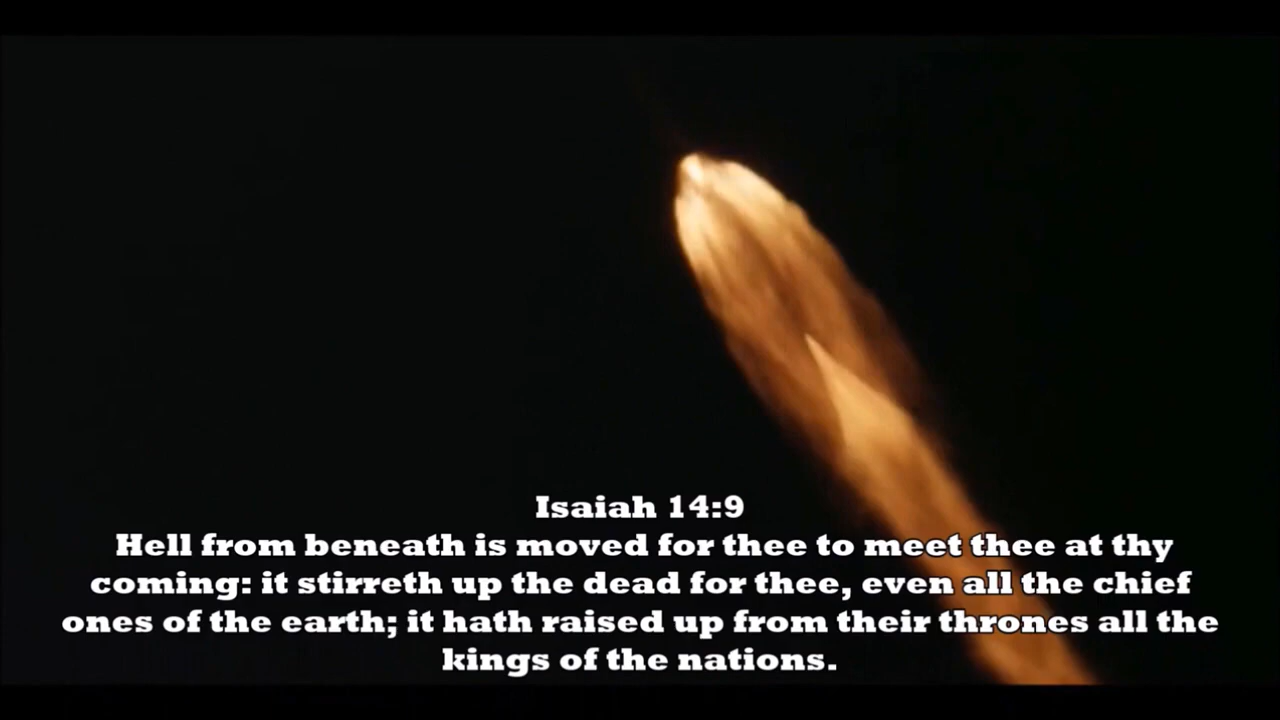 Isaiah 14:9
Hell from beneath is moved for thee to meet thee at thy
coming: it stirreth up the dead for thee, even all the chief
ones of the earth; it hath raised up from their thrones all the
kings of the nations.